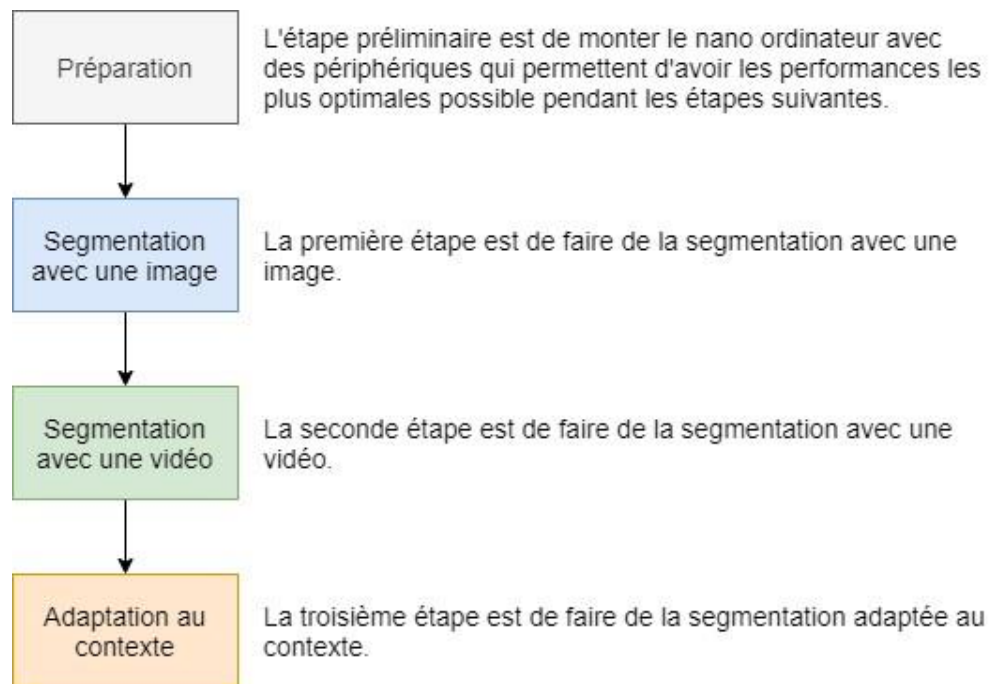 Préparation
L'étape préliminaire est de monter le nano ordinateur avec
des périphériques qui permettent d'avoir les performances les
plus optimales possible pendant les étapes suivantes.
Segmentation
avec une image
La première étape est de faire de la segmentation avec une
image.
Segmentation
avec une vidéo
La seconde étape est de faire de la segmentation avec une
vidéo.
Adaptation au
contexte
La troisième étape est de faire de la segmentation adaptée au
contexte.